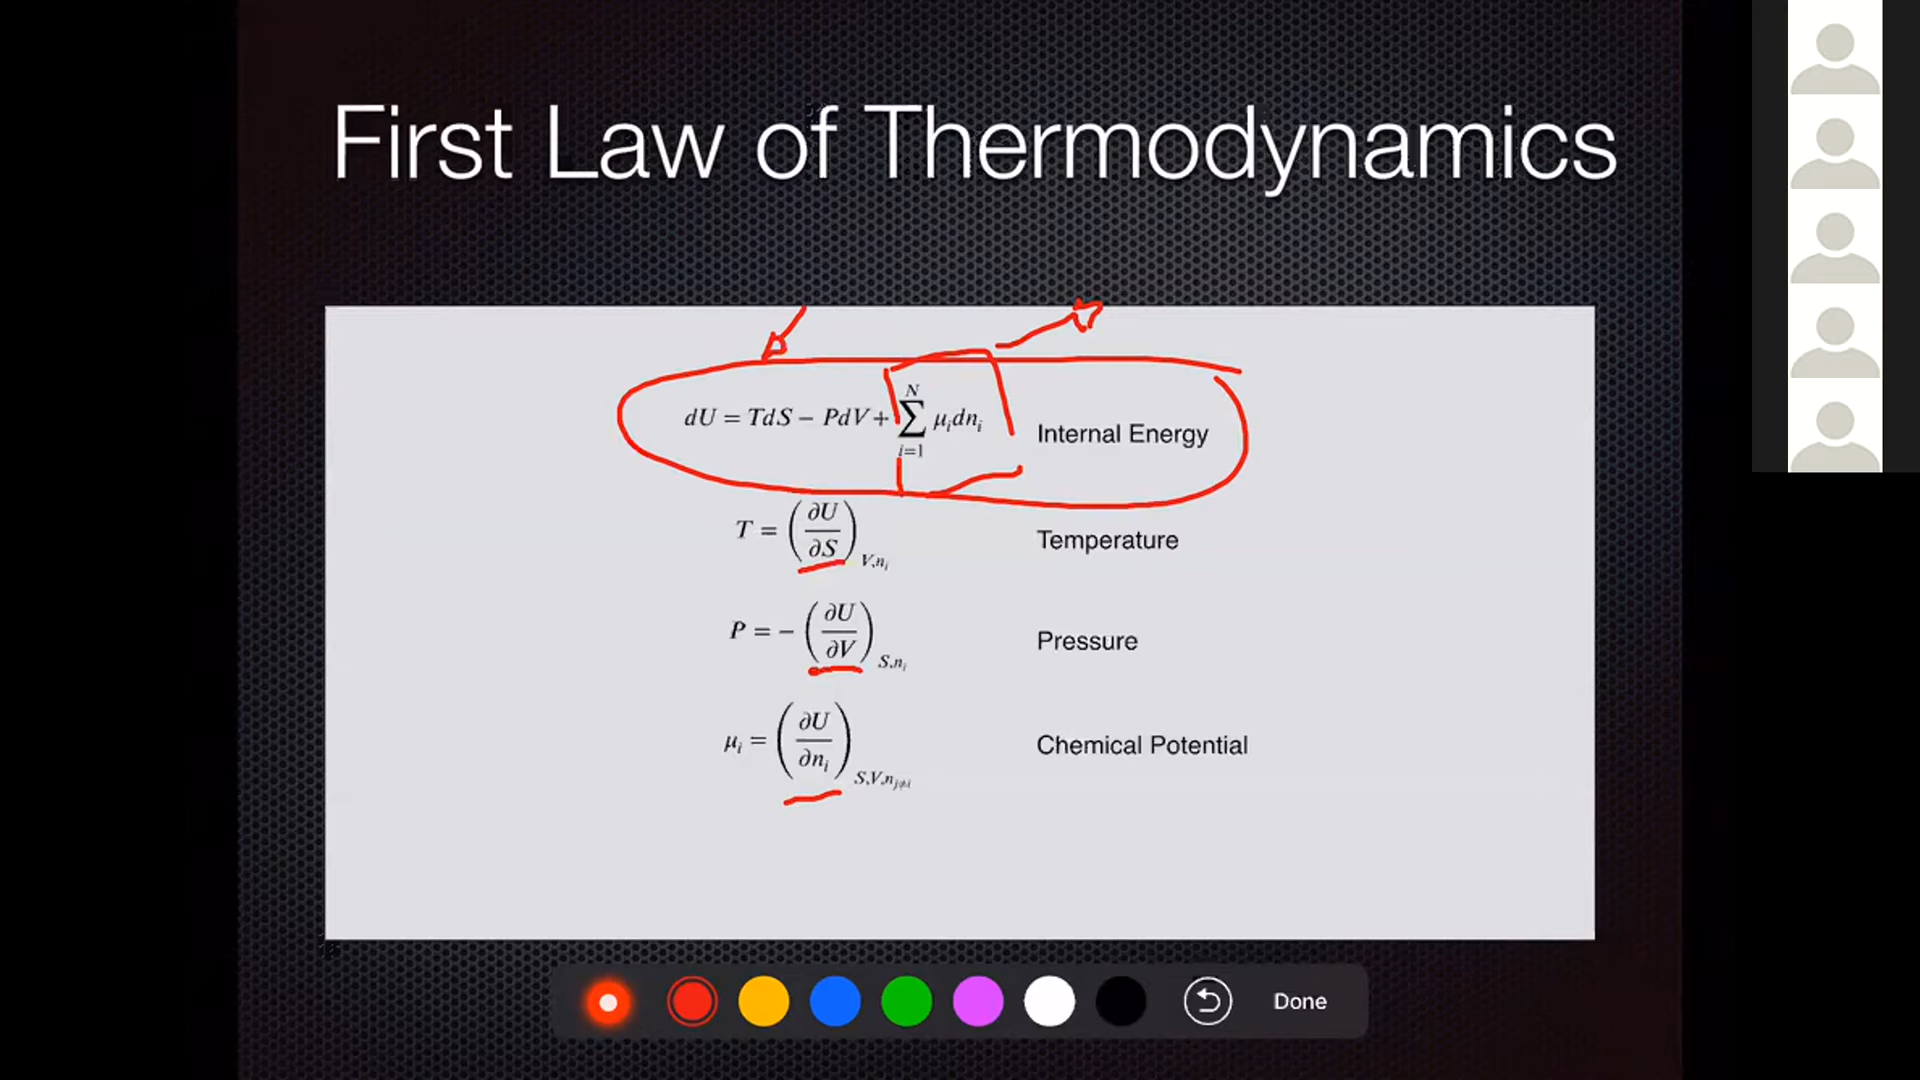 First Law of Thermodynamics
dU = TdS − PdV + \sum_{i=1}^{N} μ_i dn_i Internal Energy
T = (∂U/∂S)_{V,n_i} Temperature
P = − (∂U/∂V)_{S,n_i} Pressure
μ_i = (∂U/∂n_i)_{S,V,n_{j≠i}} Chemical Potential
Done